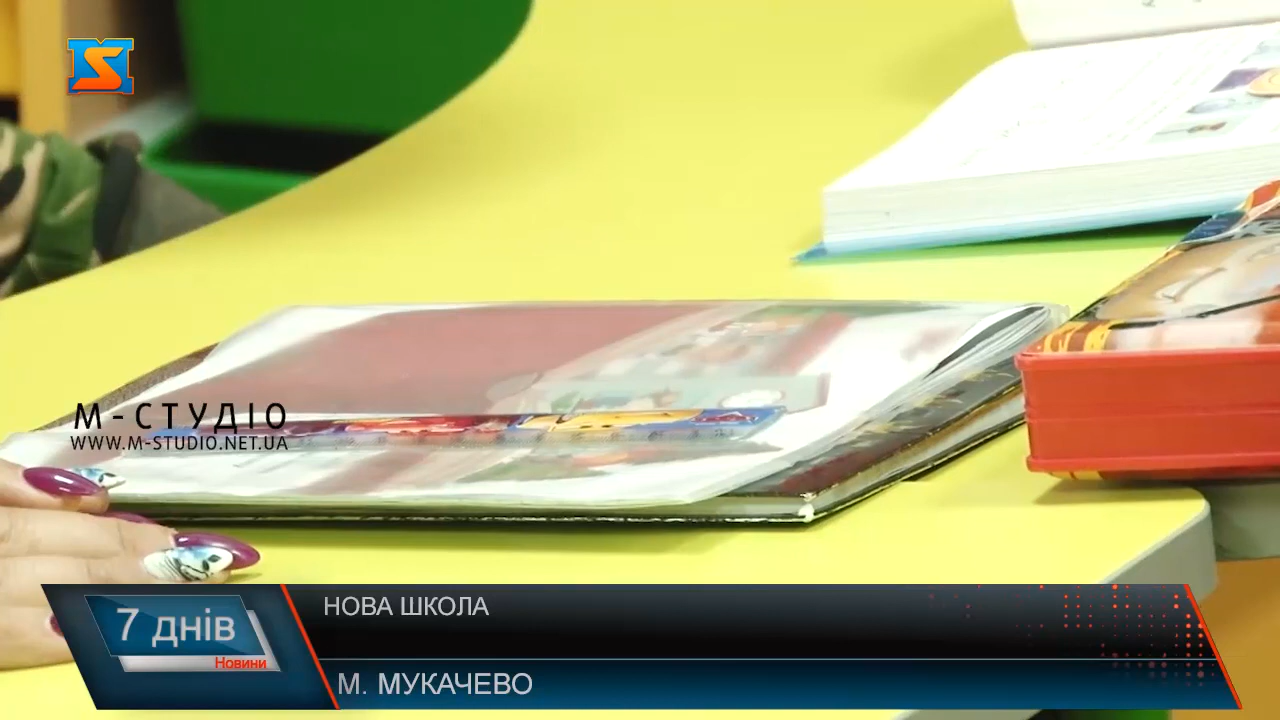 М-СТУДІО
WWW.M-STUDIO.NET.UA
7 днів
Новини
НОВА ШКОЛА
М. МУКАЧЕВО